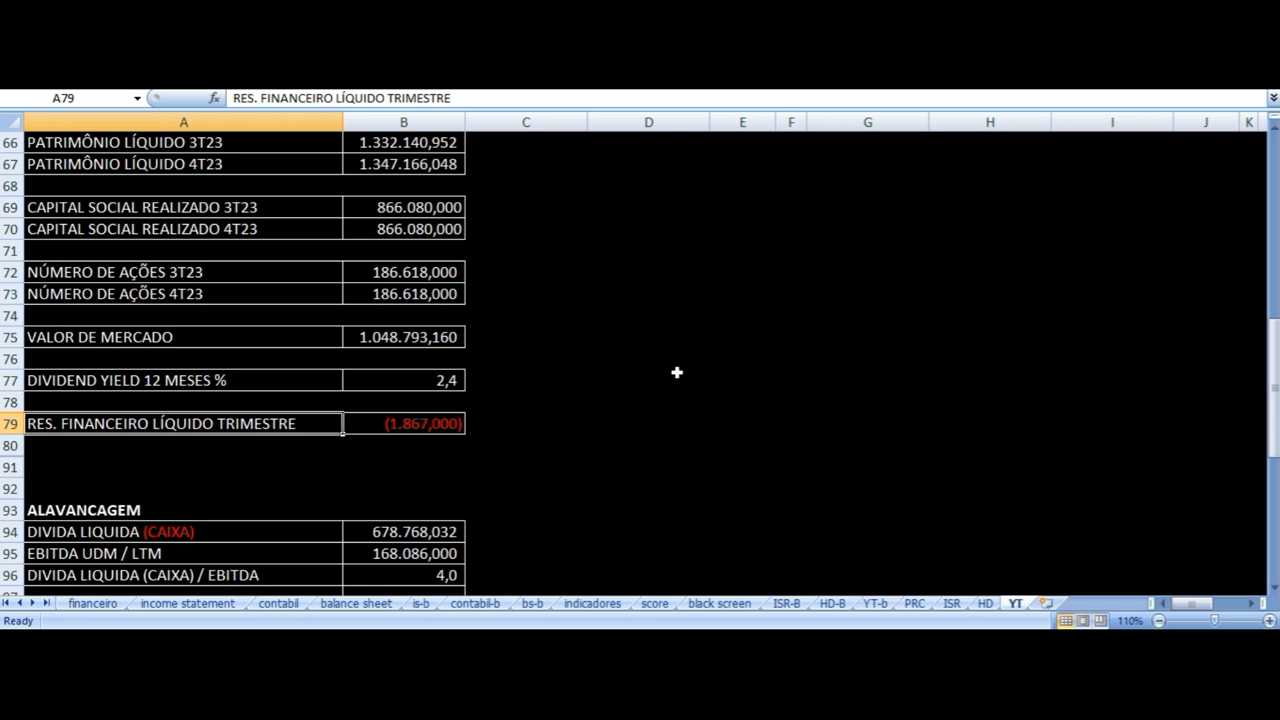 A79 fx RES. FINANCEIRO LÍQUIDO TRIMESTRE
A B C D E F G H I J K
66 PATRIMÔNIO LÍQUIDO 3T23 1.332.140,952
67 PATRIMÔNIO LÍQUIDO 4T23 1.347.166,048
68
69 CAPITAL SOCIAL REALIZADO 3T23 866.080,000
70 CAPITAL SOCIAL REALIZADO 4T23 866.080,000
71
72 NÚMERO DE AÇÕES 3T23 186.618,000
73 NÚMERO DE AÇÕES 4T23 186.618,000
74
75 VALOR DE MERCADO 1.048.793,160
76
77 DIVIDEND YIELD 12 MESES % 2,4
78
79 RES. FINANCEIRO LÍQUIDO TRIMESTRE (1.867,000)
80
91
92
93 ALAVANCAGEM
94 DIVIDA LIQUIDA (CAIXA) 678.768,032
95 EBITDA UDM / LTM 168.086,000
96 DIVIDA LIQUIDA (CAIXA) / EBITDA 4,0
financeiro income statement contabil balance sheet is-b contabil-b bs-b indicadores score black screen ISR-B HD-B YT-b PRC ISR HD YT
Ready 110%